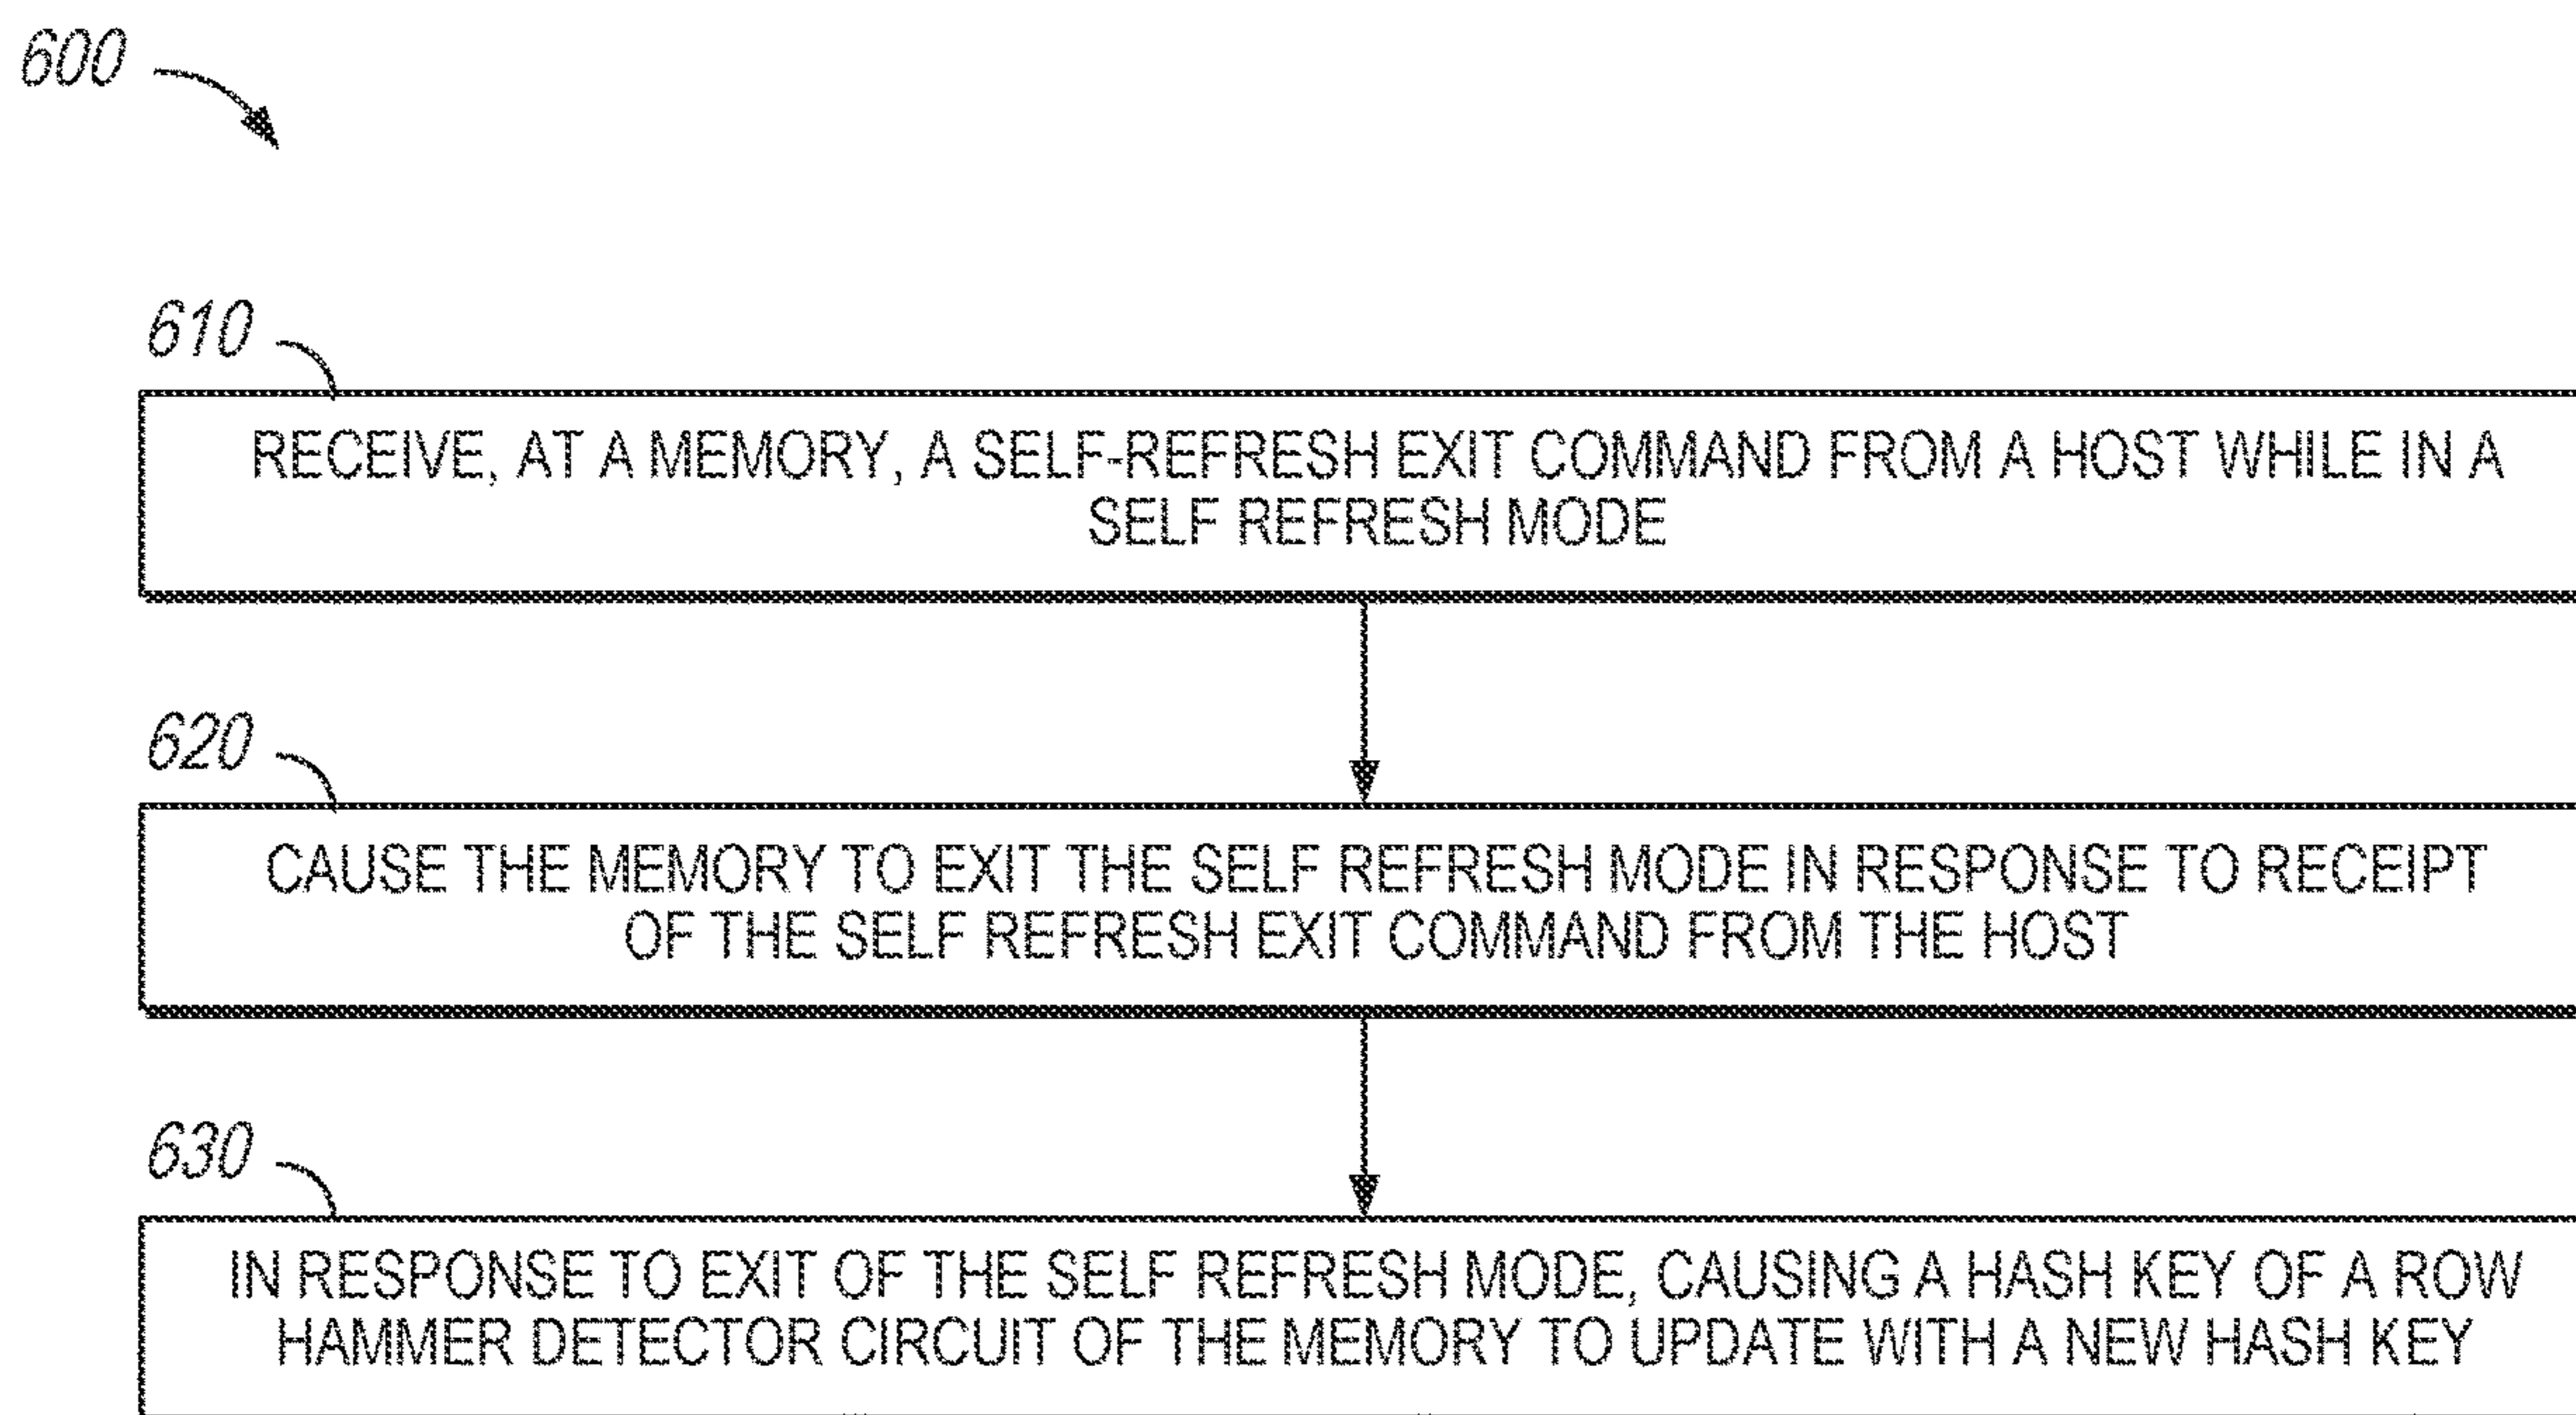 600
610
RECEIVE, AT A MEMORY, A SELF-REFRESH EXIT COMMAND FROM A HOST WHILE IN A
SELF REFRESH MODE
620
CAUSE THE MEMORY TO EXIT THE SELF REFRESH MODE IN RESPONSE TO RECEIPT
OF THE SELF REFRESH EXIT COMMAND FROM THE HOST
630
IN RESPONSE TO EXIT OF THE SELF REFRESH MODE, CAUSING A HASH KEY OF A ROW
HAMMER DETECTOR CIRCUIT OF THE MEMORY TO UPDATE WITH A NEW HASH KEY